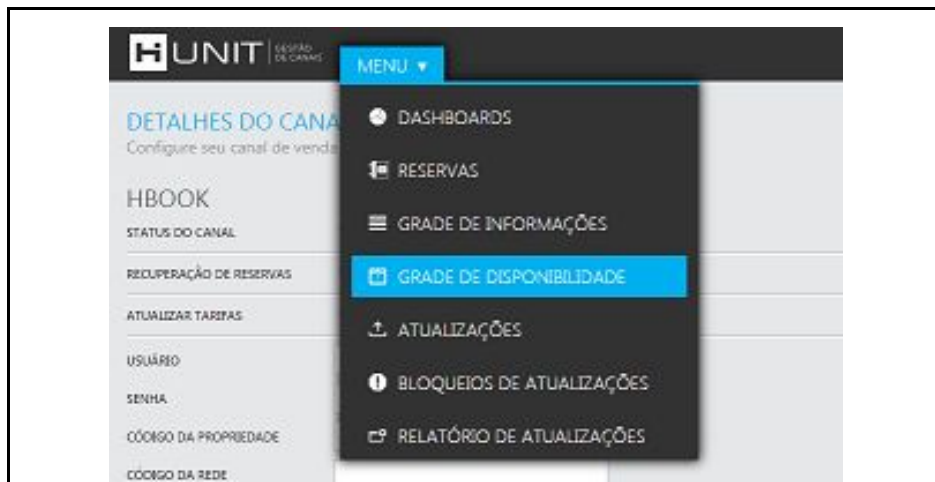 HUNIT GESTÃO DE CANAIS
MENU ▼
DETALHES DO CANA
Configure seu canal de venda
HBOOK
STATUS DO CANAL
RECUPERAÇÃO DE RESERVAS
ATUALIZAR TARIFAS
USUÁRIO
SENHA
CÓDIGO DA PROPRIEDADE
CÓDIGO DA REDE
DASHBOARDS
RESERVAS
GRADE DE INFORMAÇÕES
GRADE DE DISPONIBILIDADE
ATUALIZAÇÕES
BLOQUEIOS DE ATUALIZAÇÕES
RELATÓRIO DE ATUALIZAÇÕES